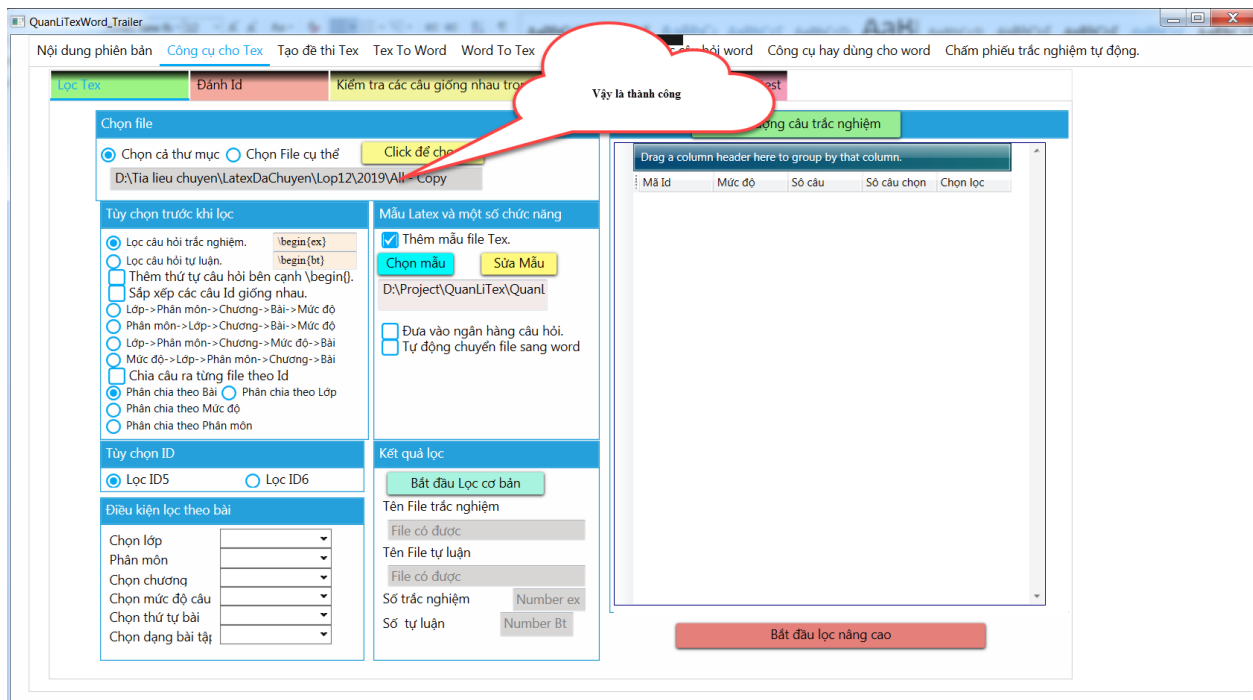 QuanLiTexWord_Trailer
Nội dung phiên bản Công cụ cho Tex Tạo đề thi Tex Tex To Word Word To Tex hỏi word Công cụ hay dùng cho word Chấm phiếu trắc nghiệm tự động.
Vậy là thành công
Lọc Tex Đánh Id Kiểm tra các câu giống nhau
Chọn file
câu trắc nghiệm
Chọn cả thư mục Chọn File cụ thể Click để
D:\Tia lieu chuyen\LatexDaChuyen\Lop12\2019\All - Copy
Drag a column header here to group by that column.
Mã Id Mức độ Sô câu Sô câu chọn Chọn lọc
Tùy chọn trước khi lọc
Lọc câu hỏi trắc nghiệm. \begin{ex}
Lọc câu hỏi tự luận. \begin{bt}
Thêm thứ tự câu hỏi bên cạnh \begin{}.
Sắp xếp các câu Id giống nhau.
Lớp->Phân môn->Chương->Bài->Mức độ
Phân môn->Lớp->Chương->Bài->Mức độ
Lớp->Phân môn->Chương->Mức độ->Bài
Mức độ->Lớp->Phân môn->Chương->Bài
Chia câu ra từng file theo Id
Phân chia theo Bài Phân chia theo Lớp
Phân chia theo Mức độ
Phân chia theo Phân môn
Mẫu Latex và một số chức năng
Thêm mẫu file Tex.
Chọn mẫu Sửa Mẫu
D:\Project\QuanLiTex\QuanL
Đưa vào ngân hàng câu hỏi.
Tự động chuyển file sang word
Tùy chọn ID
Lọc ID5 Lọc ID6
Điều kiện lọc theo bài
Chọn lớp
Phân môn
Chọn chương
Chọn mức độ câu
Chọn thứ tự bài
Chọn dạng bài
Kết quả lọc
Bắt đầu Lọc cơ bản
Tên File trắc nghiệm
File có được
Tên File tự luận
File có được
Số trắc nghiệm Number ex
Số tự luận Number Bt
Bắt đầu lọc nâng cao